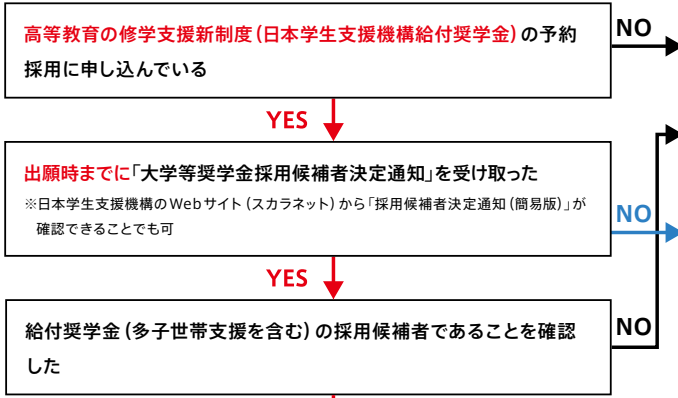 高等教育の修学支援新制度(日本学生支援機構給付奨学金)の予約
採用に申し込んでいる
NO
YES
出願時までに「大学等奨学金採用候補者決定通知」を受け取った
※日本学生支援機構のWebサイト(スカラネット)から「採用候補者決定通知(簡易版)」が
確認できることでも可
NO
YES
給付奨学金(多子世帯支援を含む)の採用候補者であることを確認
した
NO